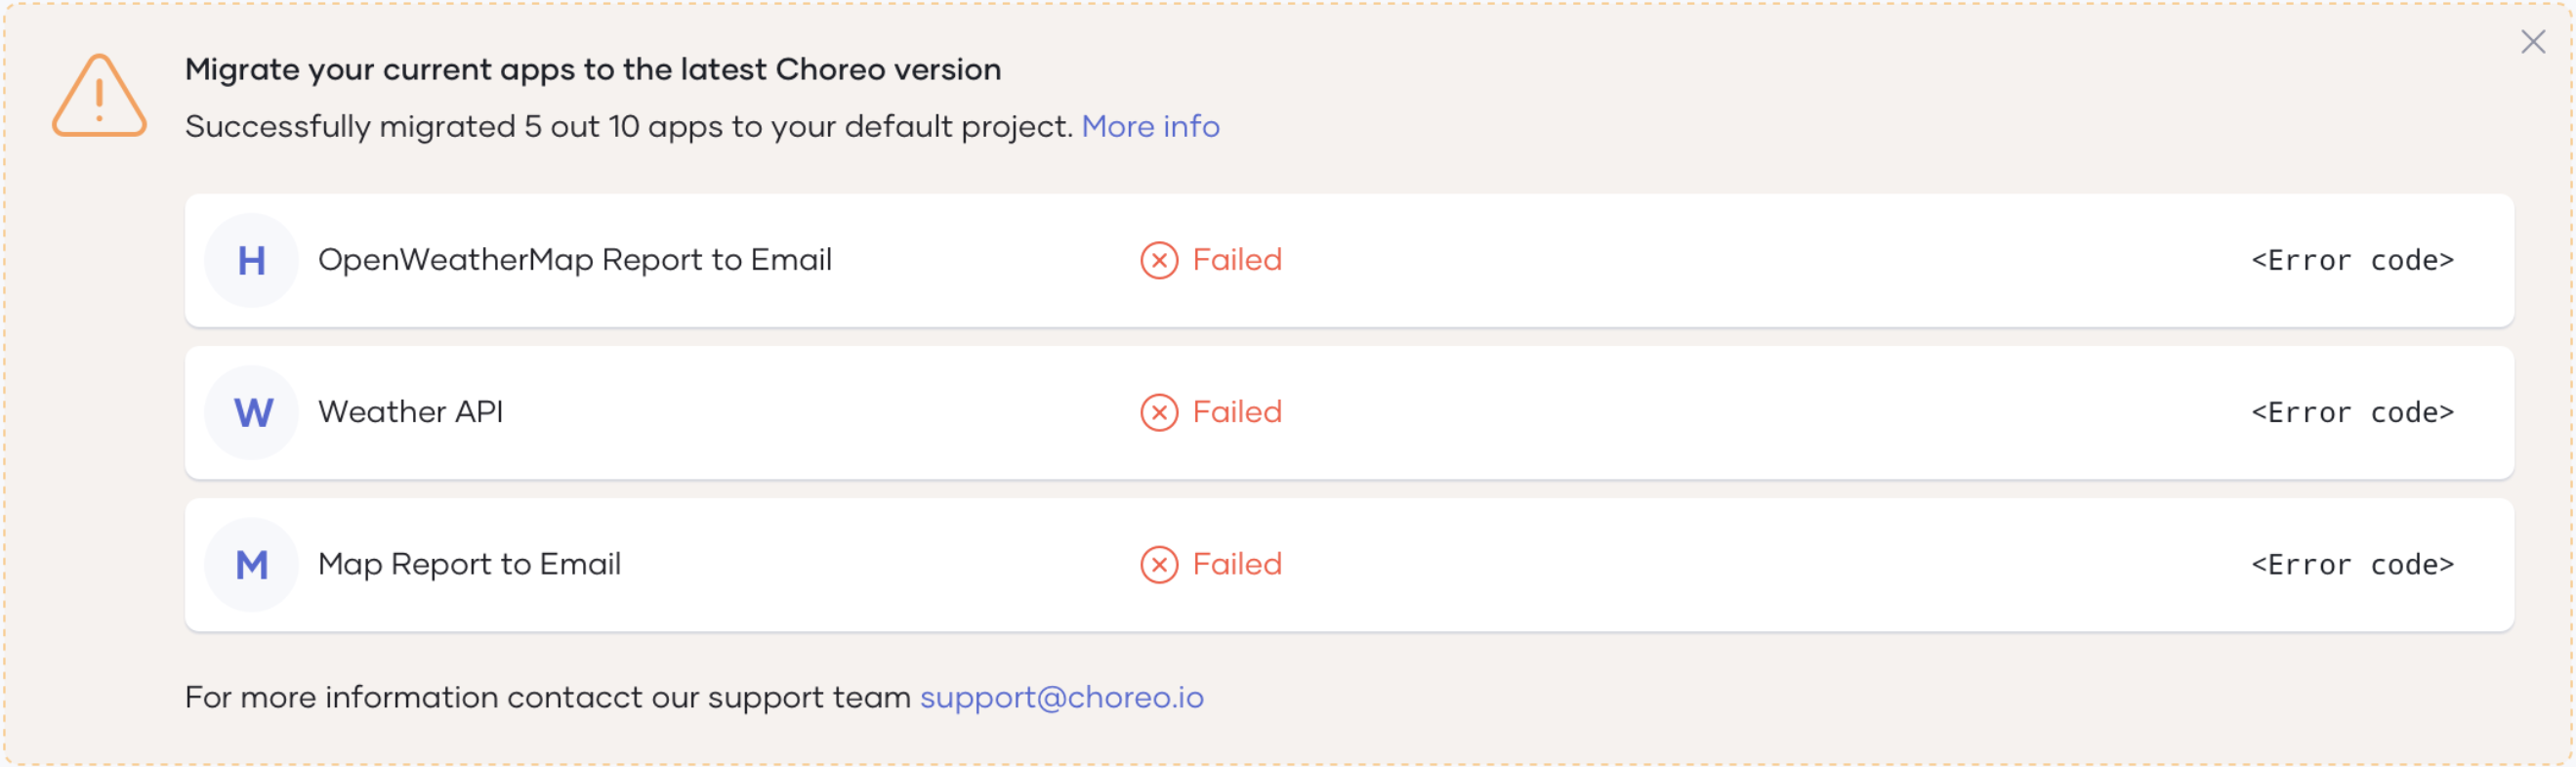 Migrate your current apps to the latest Choreo version
Successfully migrated 5 out 10 apps to your default project. More info
H OpenWeatherMap Report to Email Failed <Error code>
W Weather API Failed <Error code>
M Map Report to Email Failed <Error code>
For more information contacct our support team support@choreo.io